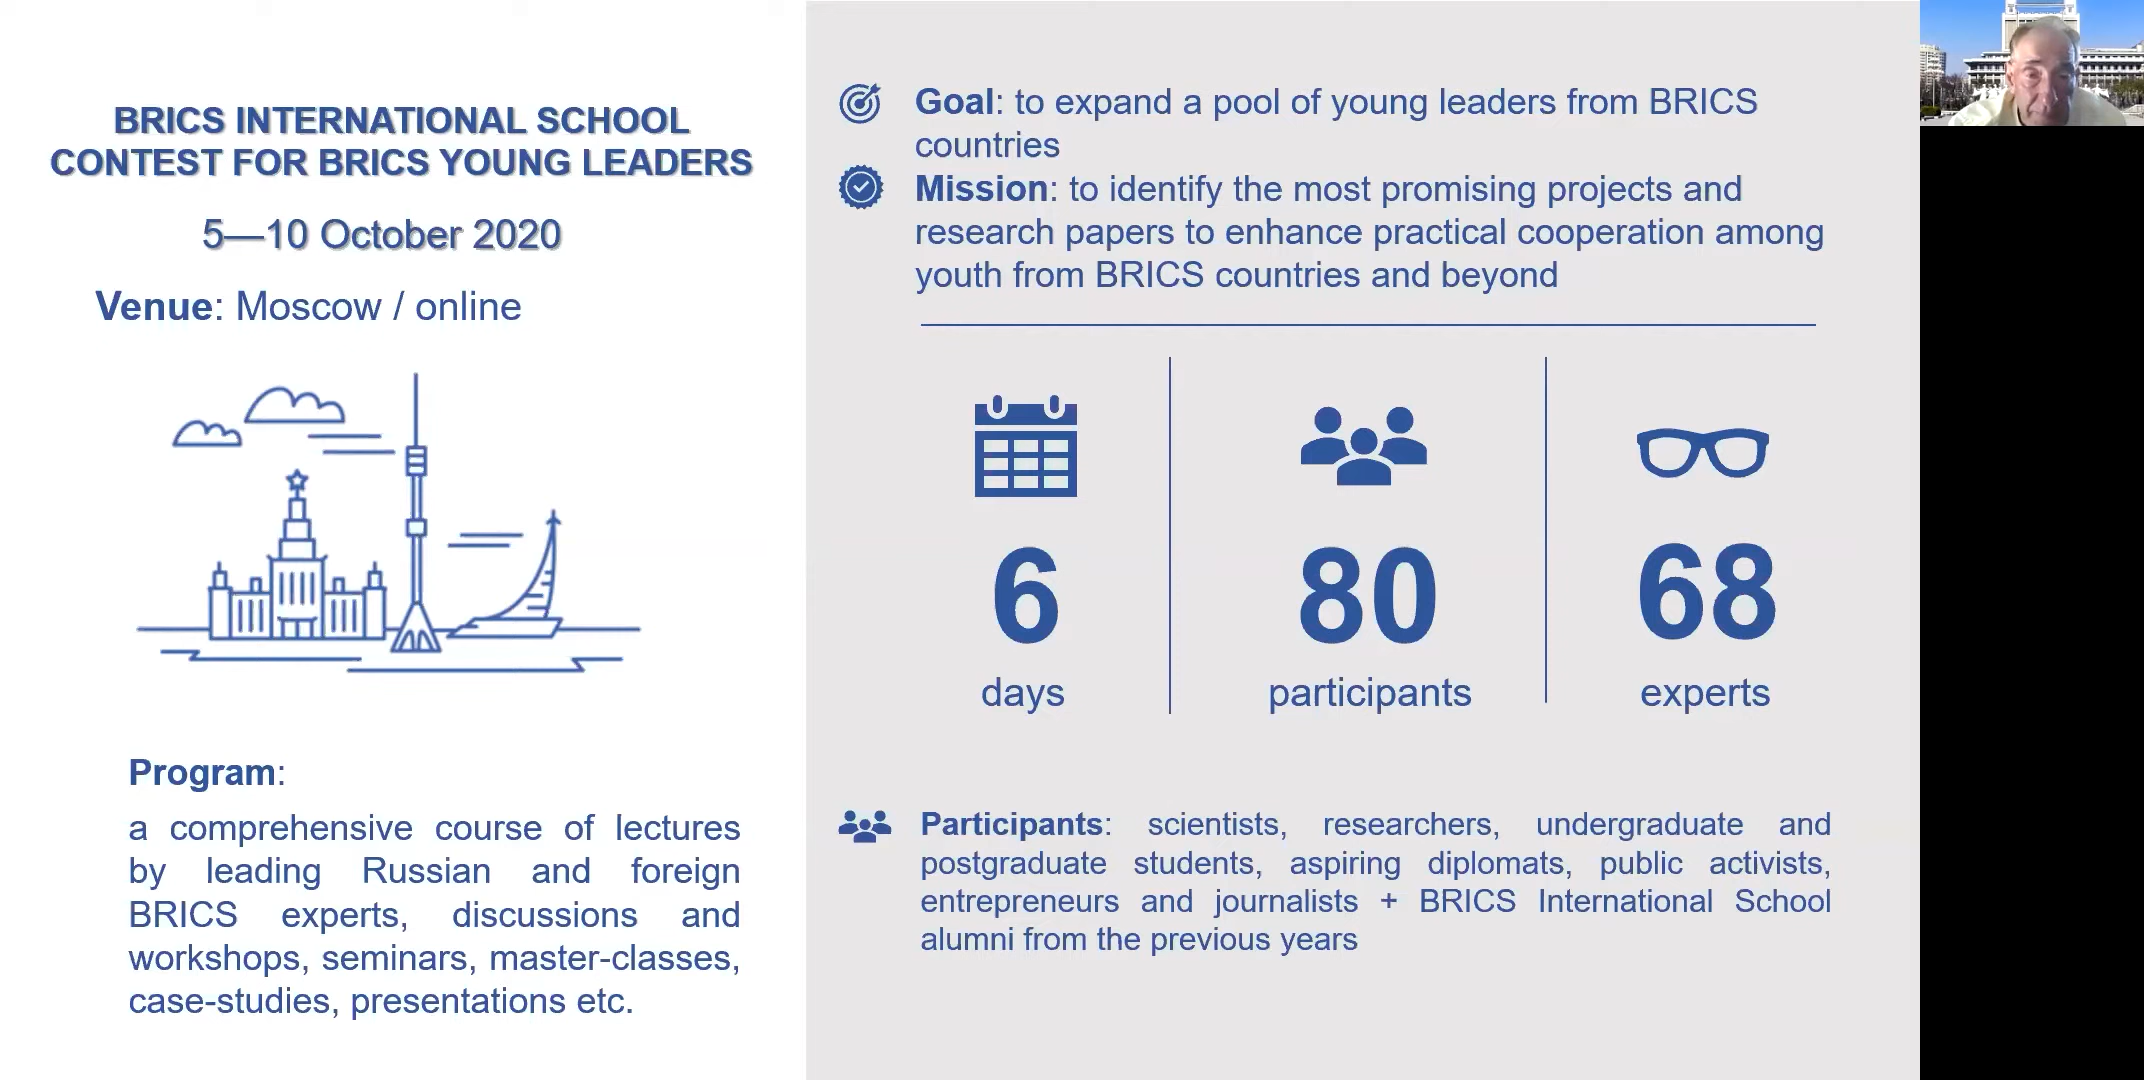 BRICS INTERNATIONAL SCHOOL
CONTEST FOR BRICS YOUNG LEADERS
5—10 October 2020
Venue: Moscow / online
Program:
a comprehensive course of lectures
by leading Russian and foreign
BRICS experts, discussions and
workshops, seminars, master-classes,
case-studies, presentations etc.
Goal: to expand a pool of young leaders from BRICS
countries
Mission: to identify the most promising projects and
research papers to enhance practical cooperation among
youth from BRICS countries and beyond
6
days
80
participants
68
experts
Participants: scientists, researchers, undergraduate and
postgraduate students, aspiring diplomats, public activists,
entrepreneurs and journalists + BRICS International School
alumni from the previous years